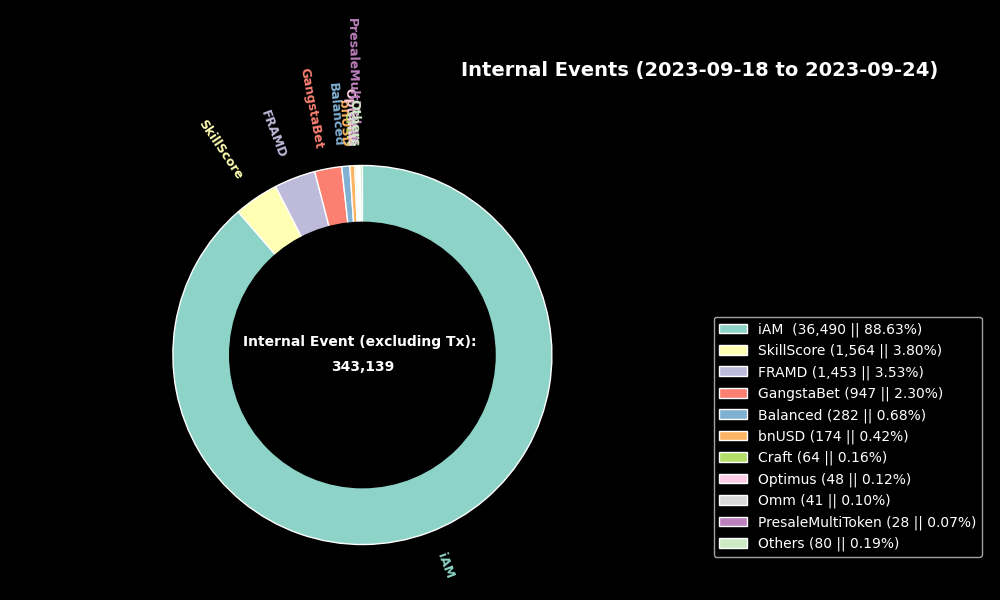 Internal Events (2023-09-18 to 2023-09-24)
SkillScore
FRAMD
GangstaBet
Balanced
bnUSD
Others
iAM
Internal Event (excluding Tx):
343,139
iAM (36,490 || 88.63%)
SkillScore (1,564 || 3.80%)
FRAMD (1,453 || 3.53%)
GangstaBet (947 || 2.30%)
Balanced (282 || 0.68%)
bnUSD (174 || 0.42%)
Craft (64 || 0.16%)
Optimus (48 || 0.12%)
Omm (41 || 0.10%)
PresaleMultiToken (28 || 0.07%)
Others (80 || 0.19%)